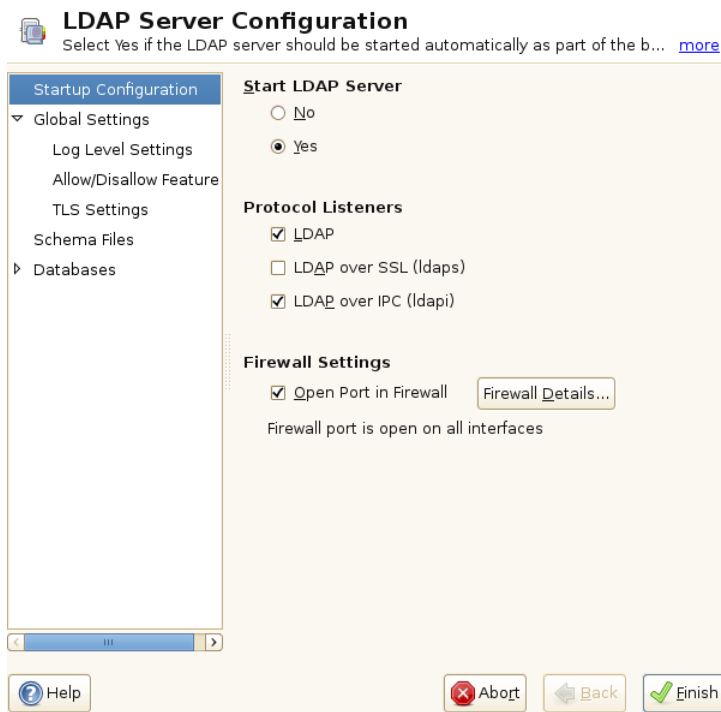 LDAP Server Configuration
Select Yes if the LDAP server should be started automatically as part of the b... more
Startup Configuration
Global Settings
Log Level Settings
Allow/Disallow Feature
TLS Settings
Schema Files
Databases
Start LDAP Server
No
Yes
Protocol Listeners
LDAP
LDAP over SSL (ldaps)
LDAP over IPC (ldapi)
Firewall Settings
Open Port in Firewall Firewall Details...
Firewall port is open on all interfaces
Help Abort Back Finish